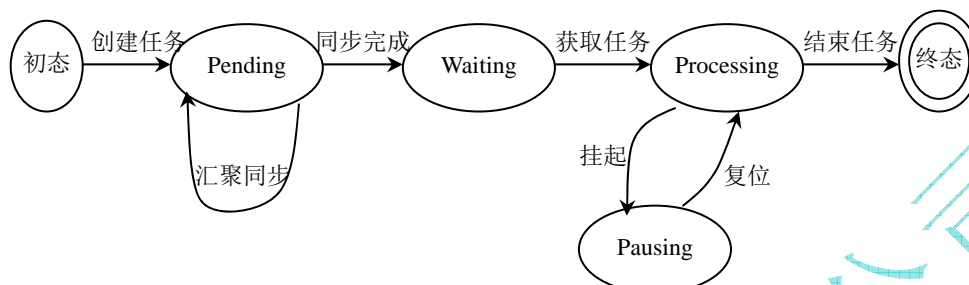 创建任务
同步完成
获取任务
结束任务
初态
Pending
Waiting
Processing
终态
汇聚同步
挂起
复位
Pausing